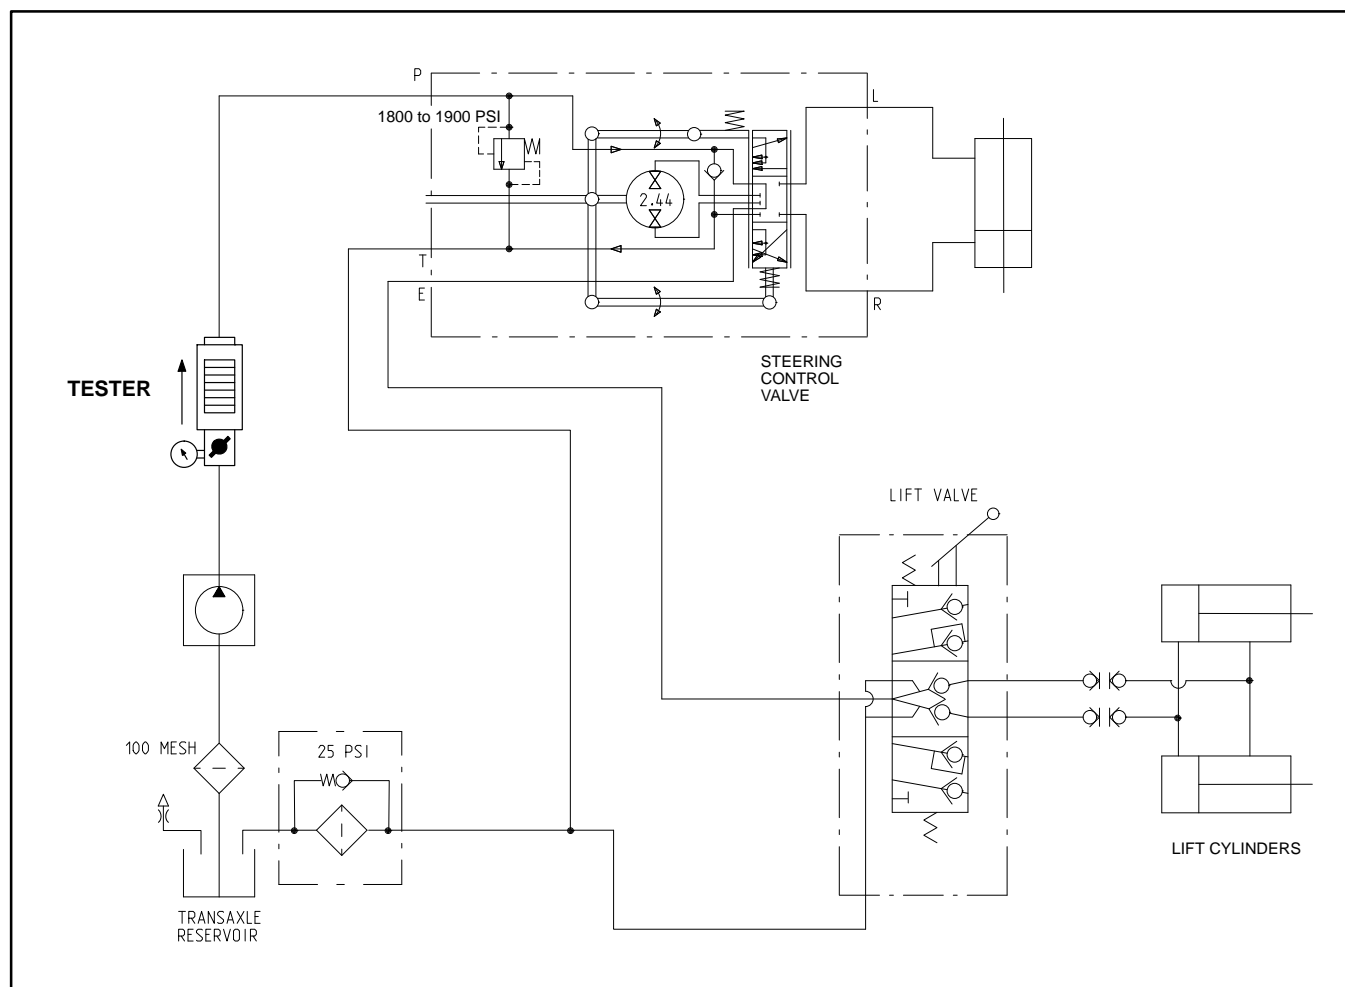 P
1800 to 1900 PSI
L
2.44
T
E
R
STEERING
CONTROL
VALVE
TESTER
LIFT VALVE
100 MESH
25 PSI
LIFT CYLINDERS
TRANSAXLE
RESERVOIR